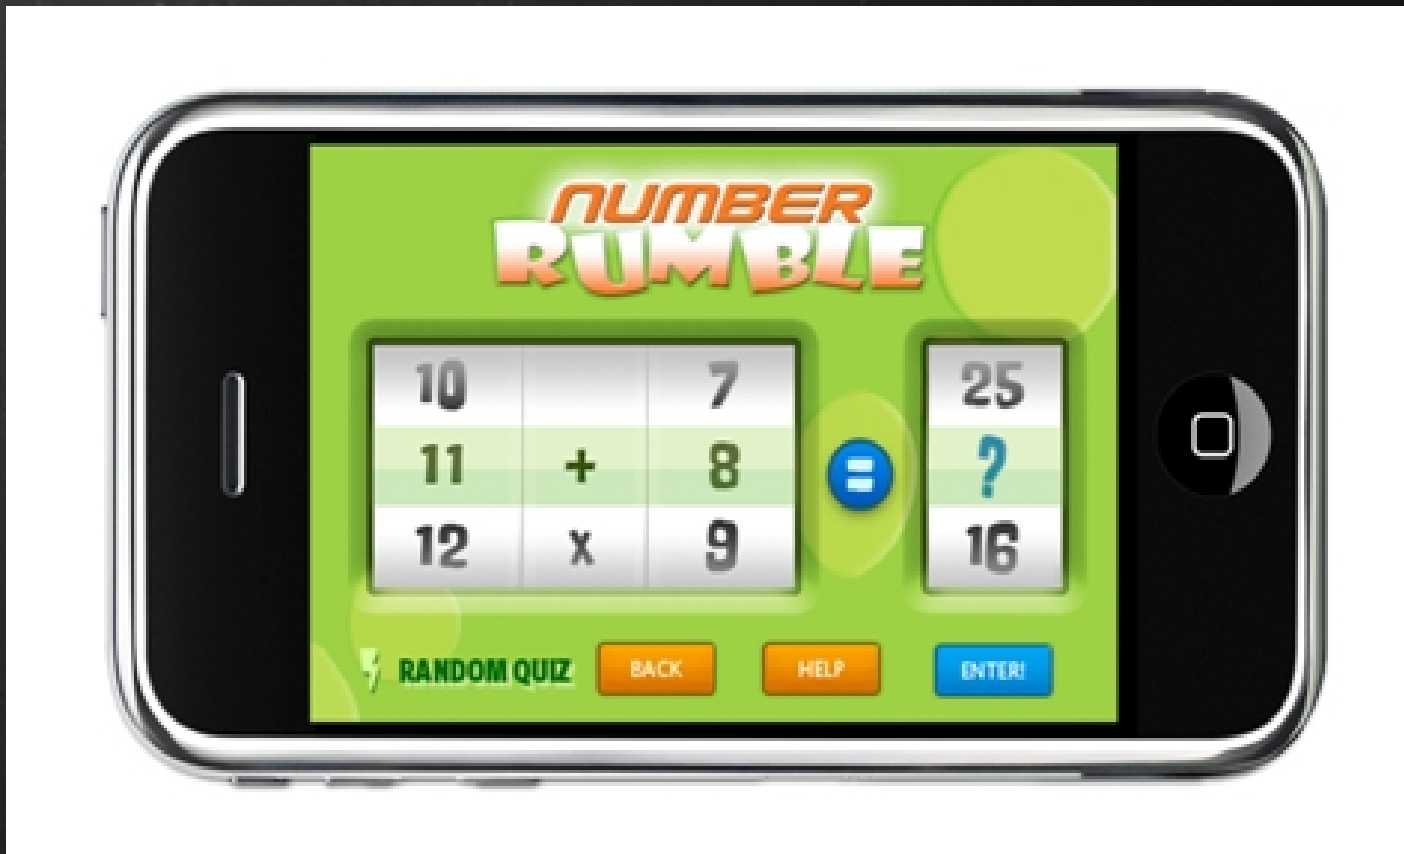 NUMBER
RUMBLE
10 7 25
11 + 8 = ?
12 x 9 16
RANDOM QUIZ BACK HELP ENTER!